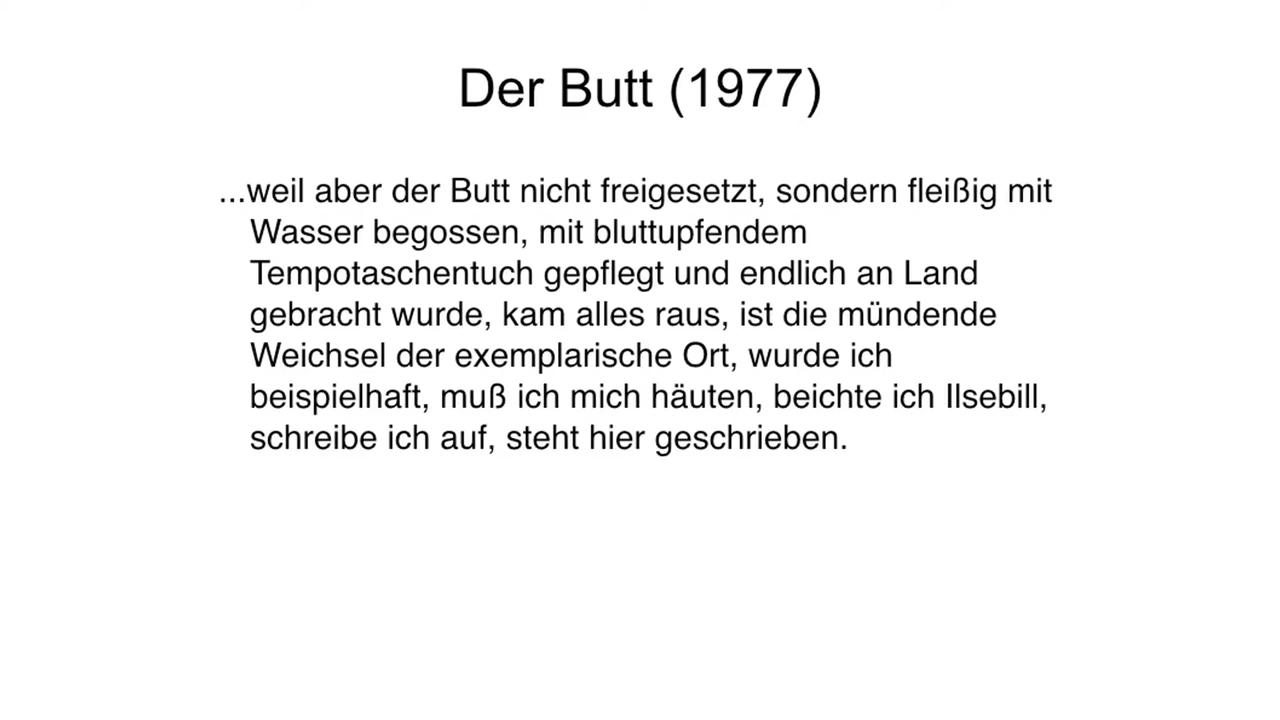 Der Butt (1977)
...weil aber der Butt nicht freigesetzt, sondern fleißig mit
Wasser begossen, mit bluttupfendem
Tempotaschentuch gepflegt und endlich an Land
gebracht wurde, kam alles raus, ist die mündende
Weichsel der exemplarische Ort, wurde ich
beispielhaft, muß ich mich häuten, beichte ich Ilsebill,
schreibe ich auf, steht hier geschrieben.